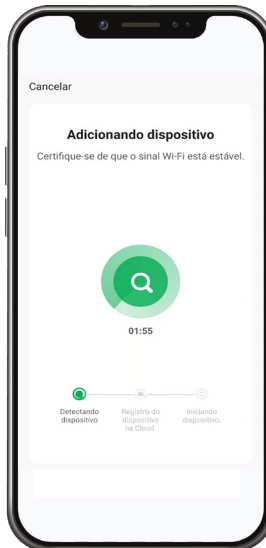 Cancelar
Adicionando dispositivo
Certifique-se de que o sinal Wi-Fi está estável.
01:55
Detectando
dispositivo
Registro do
dispositivo
na Cloud.
Iniciando
dispositivo.